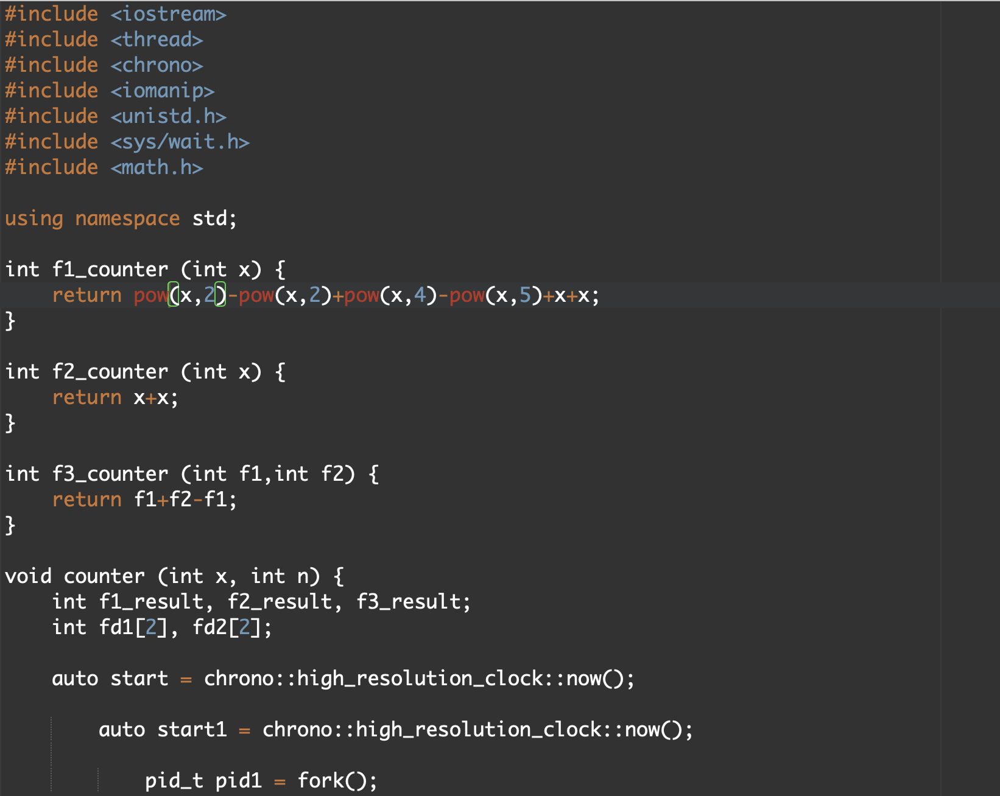 #include <iostream>
#include <thread>
#include <chrono>
#include <iomanip>
#include <unistd.h>
#include <sys/wait.h>
#include <math.h>

using namespace std;

int f1_counter (int x) {
    return pow(x,2)-pow(x,2)+pow(x,4)-pow(x,5)+x+x;
}

int f2_counter (int x) {
    return x+x;
}

int f3_counter (int f1,int f2) {
    return f1+f2-f1;
}

void counter (int x, int n) {
    int f1_result, f2_result, f3_result;
    int fd1[2], fd2[2];

    auto start = chrono::high_resolution_clock::now();

        auto start1 = chrono::high_resolution_clock::now();

            pid_t pid1 = fork();